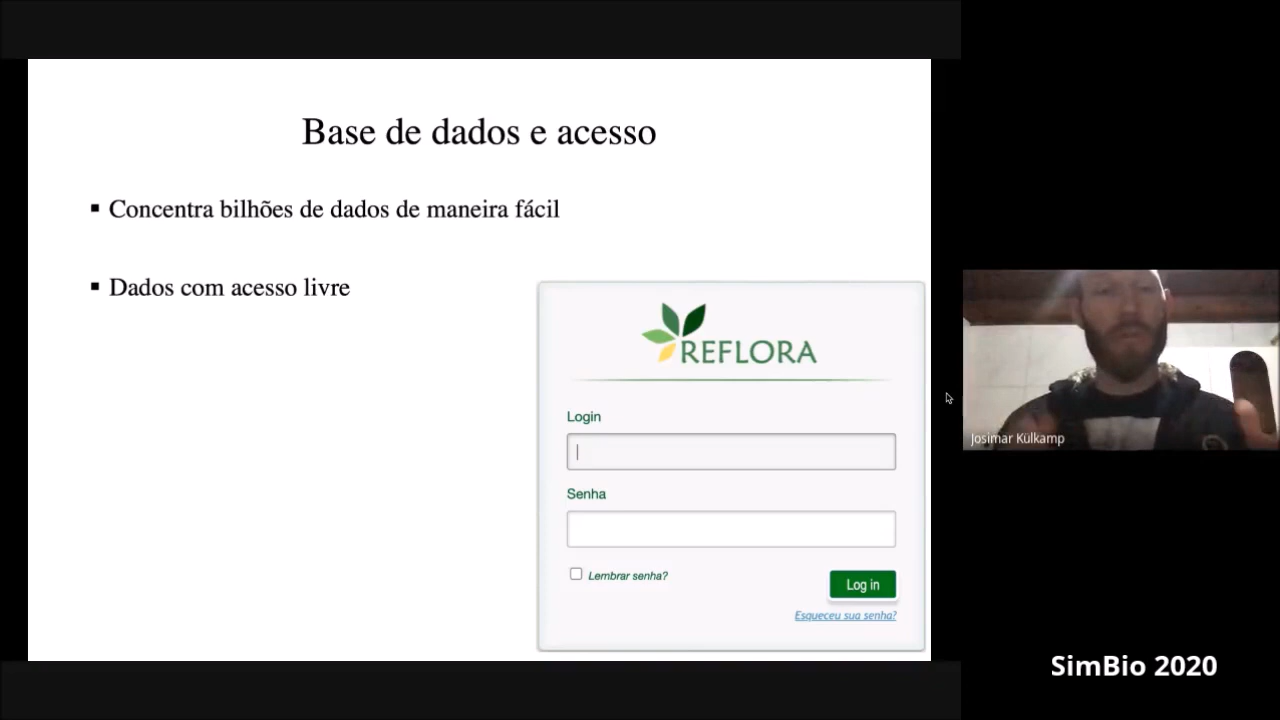 Base de dados e acesso
▪ Concentra bilhões de dados de maneira fácil
▪ Dados com acesso livre
REFLORA
Login
Senha
Lembrar senha?
Log in
Esqueceu sua senha?
Josimar Külkamp
SimBio 2020